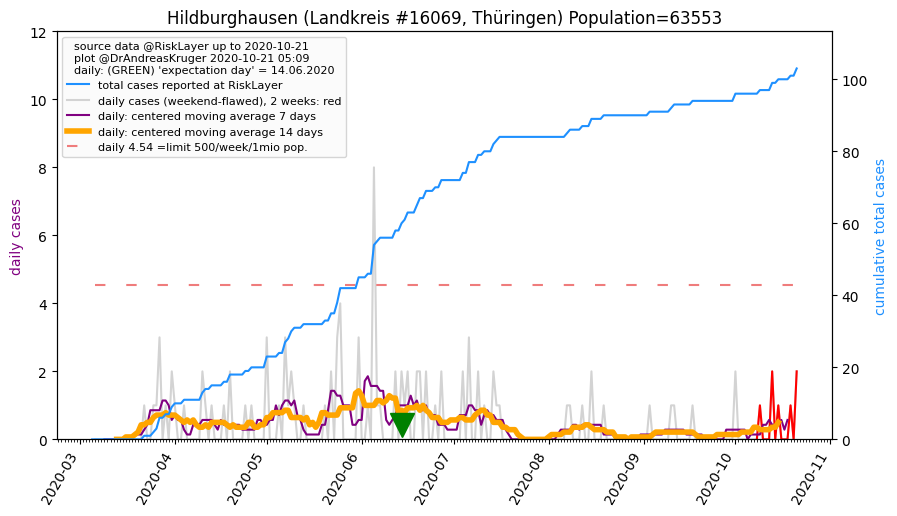 Hildburghausen (Landkreis #16069, Thüringen) Population=63553
source data @RiskLayer up to 2020-10-21
plot @DrAndreasKruger 2020-10-21 05:09
daily: (GREEN) 'expectation day' = 14.06.2020
total cases reported at RiskLayer
daily cases (weekend-flawed), 2 weeks: red
daily: centered moving average 7 days
daily: centered moving average 14 days
daily 4.54 =limit 500/week/1mio pop.
daily cases
12
10
8
6
4
2
0
cumulative total cases
100
80
60
40
20
0
2020-03
2020-04
2020-05
2020-06
2020-07
2020-08
2020-09
2020-10
2020-11